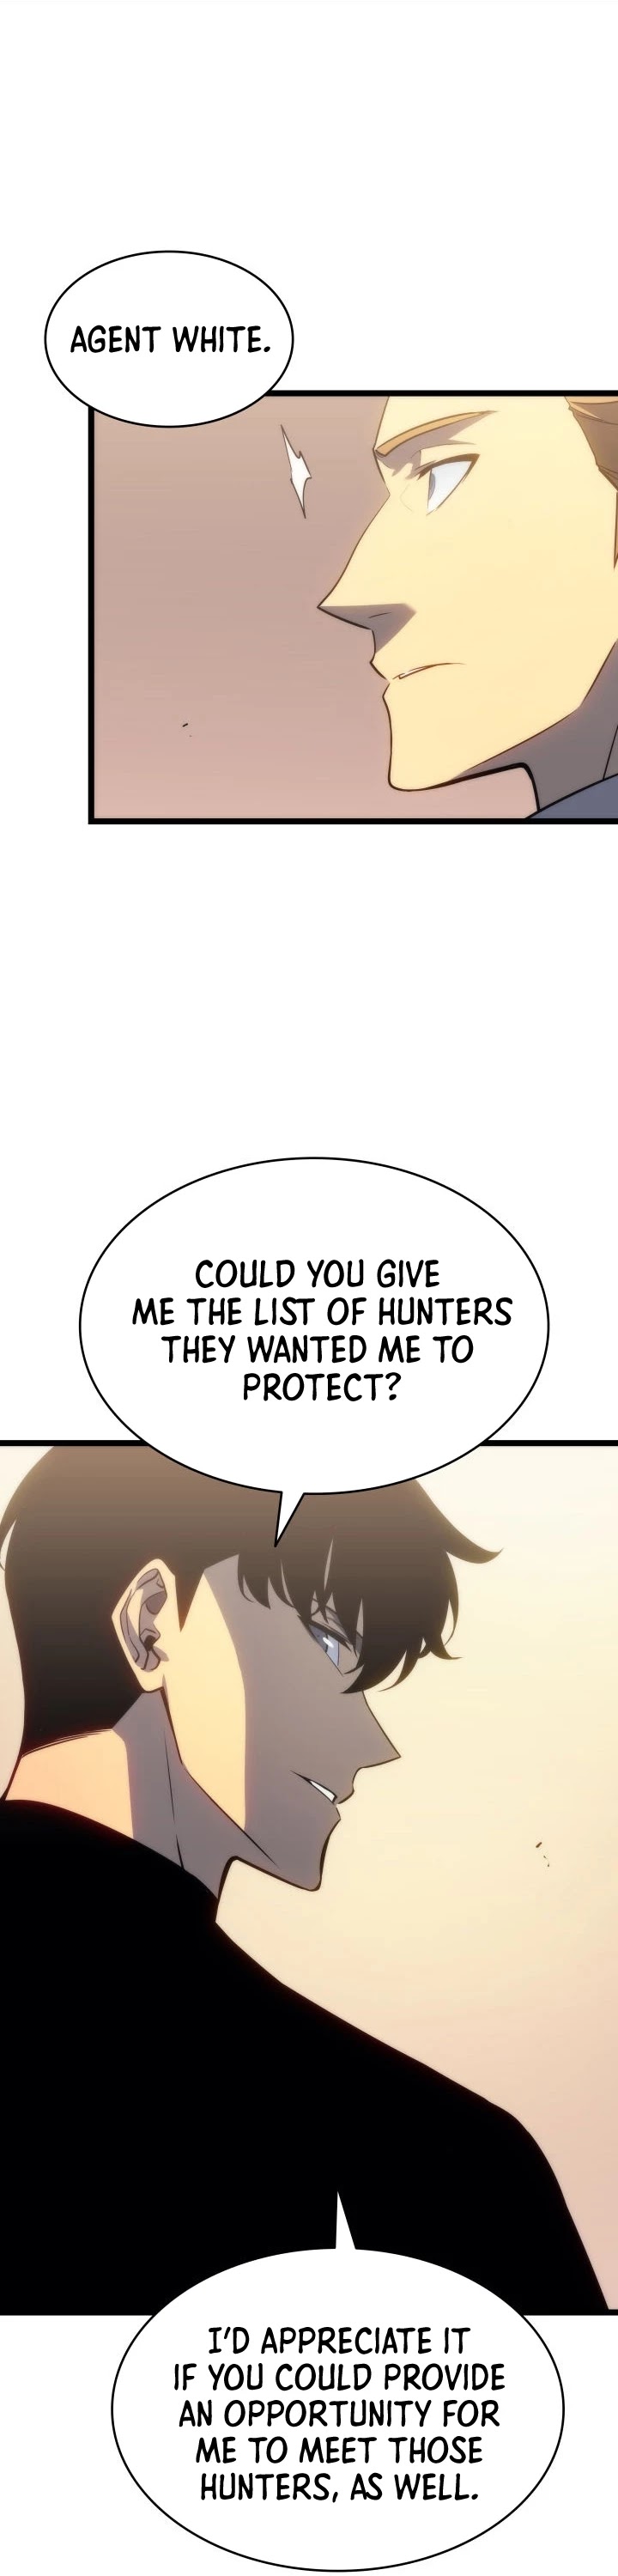 AGENT WHITE.
COULD YOU GIVE
ME THE LIST OF HUNTERS
THEY WANTED ME TO
PROTECT?
I'D APPRECIATE IT
IF YOU COULD PROVIDE
AN OPPORTUNITY FOR
ME TO MEET THOSE
HUNTERS, AS WELL.